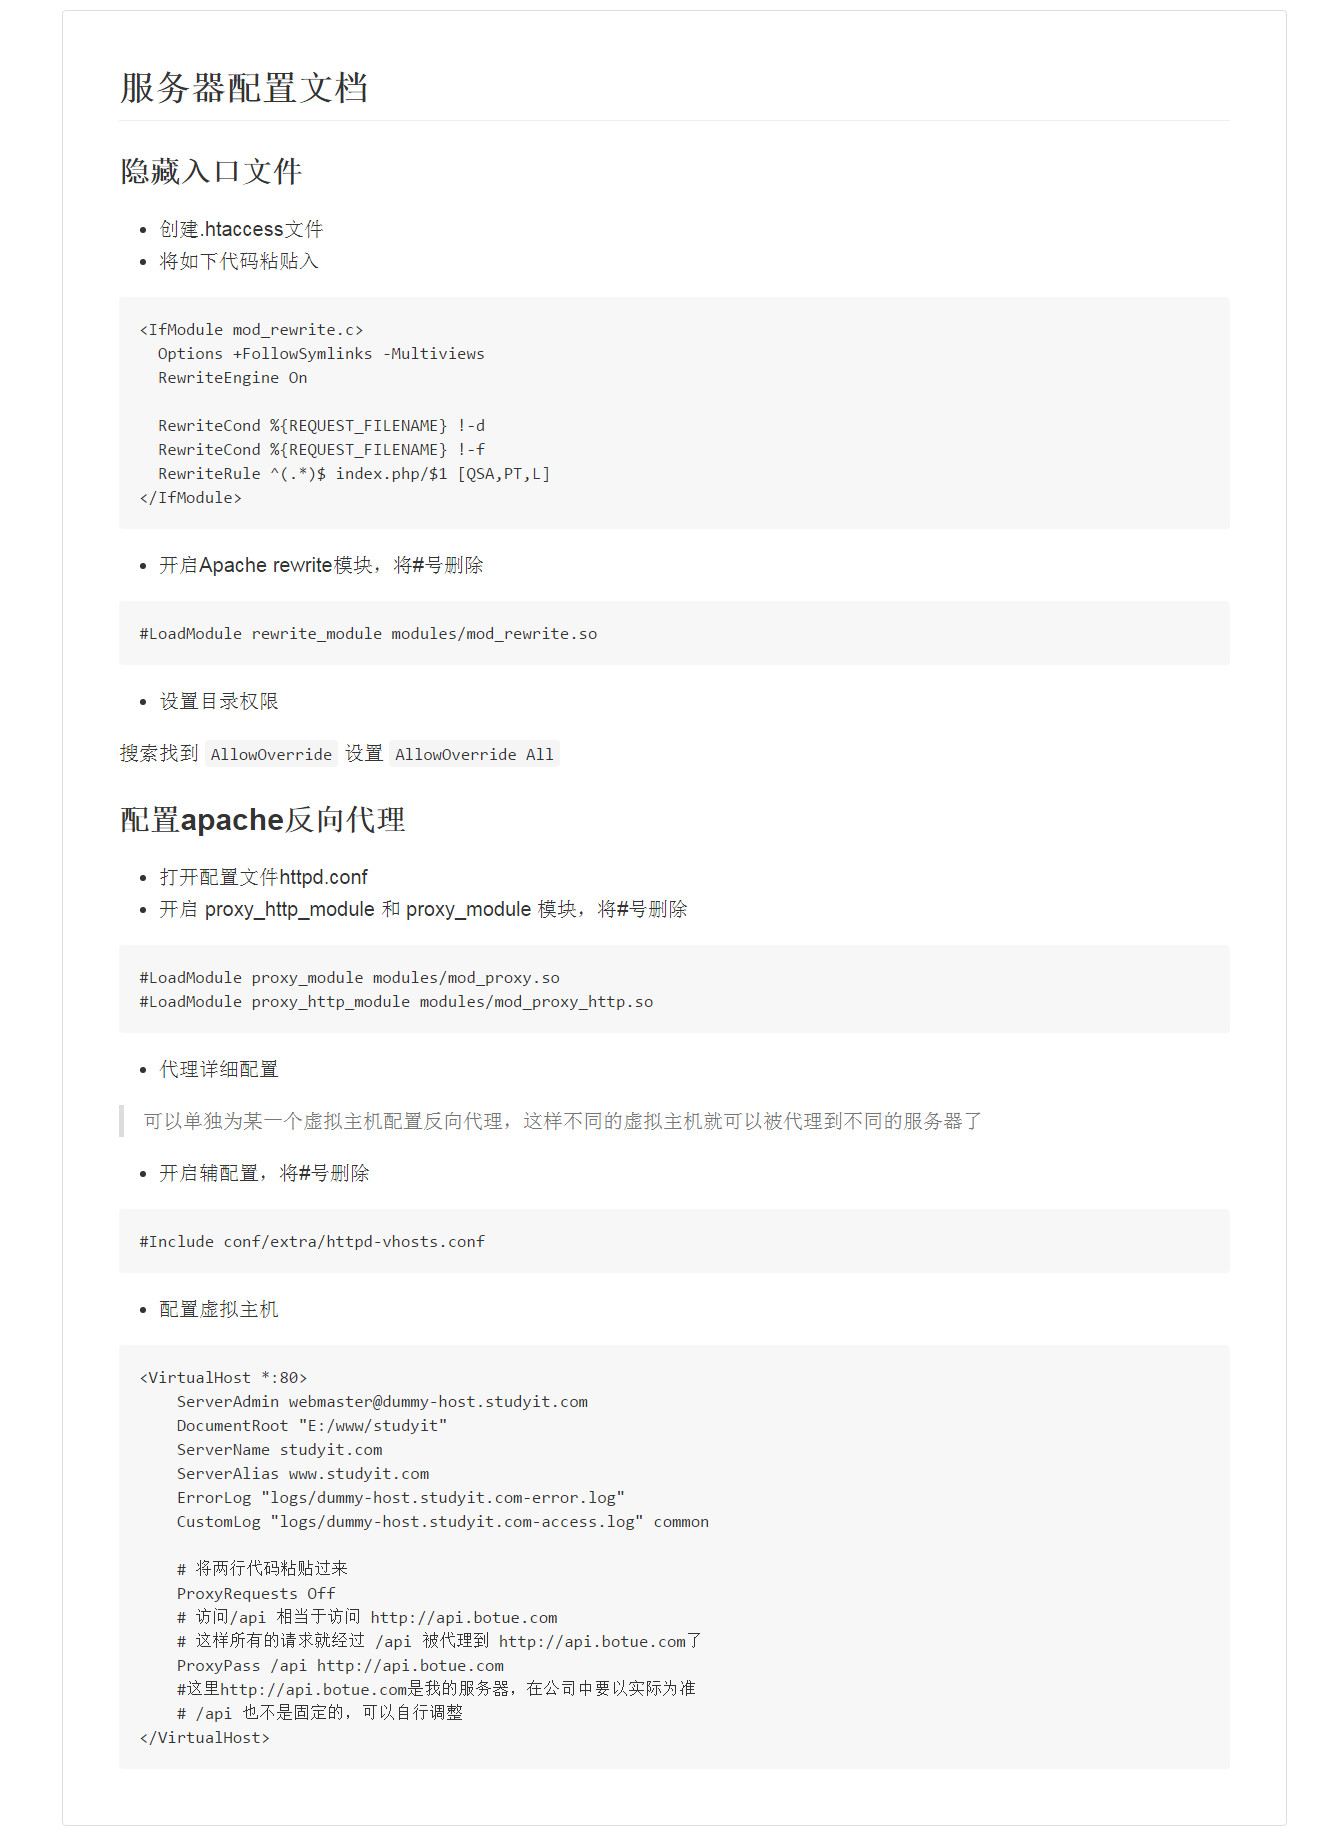 服务器配置文档
隐藏入口文件
• 创建.htaccess文件
• 将如下代码粘贴入
<IfModule mod_rewrite.c>
  Options +FollowSymlinks -Multiviews
  RewriteEngine On

  RewriteCond %{REQUEST_FILENAME} !-d
  RewriteCond %{REQUEST_FILENAME} !-f
  RewriteRule ^(.*)$ index.php/$1 [QSA,PT,L]
</IfModule>
• 开启Apache rewrite模块，将#号删除
#LoadModule rewrite_module modules/mod_rewrite.so
• 设置目录权限
搜索找到 AllowOverride 设置 AllowOverride All
配置apache反向代理
• 打开配置文件httpd.conf
• 开启 proxy_http_module 和 proxy_module 模块，将#号删除
#LoadModule proxy_module modules/mod_proxy.so
#LoadModule proxy_http_module modules/mod_proxy_http.so
• 代理详细配置
可以单独为某一个虚拟主机配置反向代理，这样不同的虚拟主机就可以被代理到不同的服务器了
• 开启辅配置，将#号删除
#Include conf/extra/httpd-vhosts.conf
• 配置虚拟主机
<VirtualHost *:80>
    ServerAdmin webmaster@dummy-host.studyit.com
    DocumentRoot "E:/www/studyit"
    ServerName studyit.com
    ServerAlias www.studyit.com
    ErrorLog "logs/dummy-host.studyit.com-error.log"
    CustomLog "logs/dummy-host.studyit.com-access.log" common

    # 将两行代码粘贴过来
    ProxyRequests Off
    # 访问/api 相当于访问 http://api.botue.com
    # 这样所有的请求就经过 /api 被代理到 http://api.botue.com了
    ProxyPass /api http://api.botue.com
    #这里http://api.botue.com是我的服务器，在公司中要以实际为准
    # /api 也不是固定的，可以自行调整
</VirtualHost>